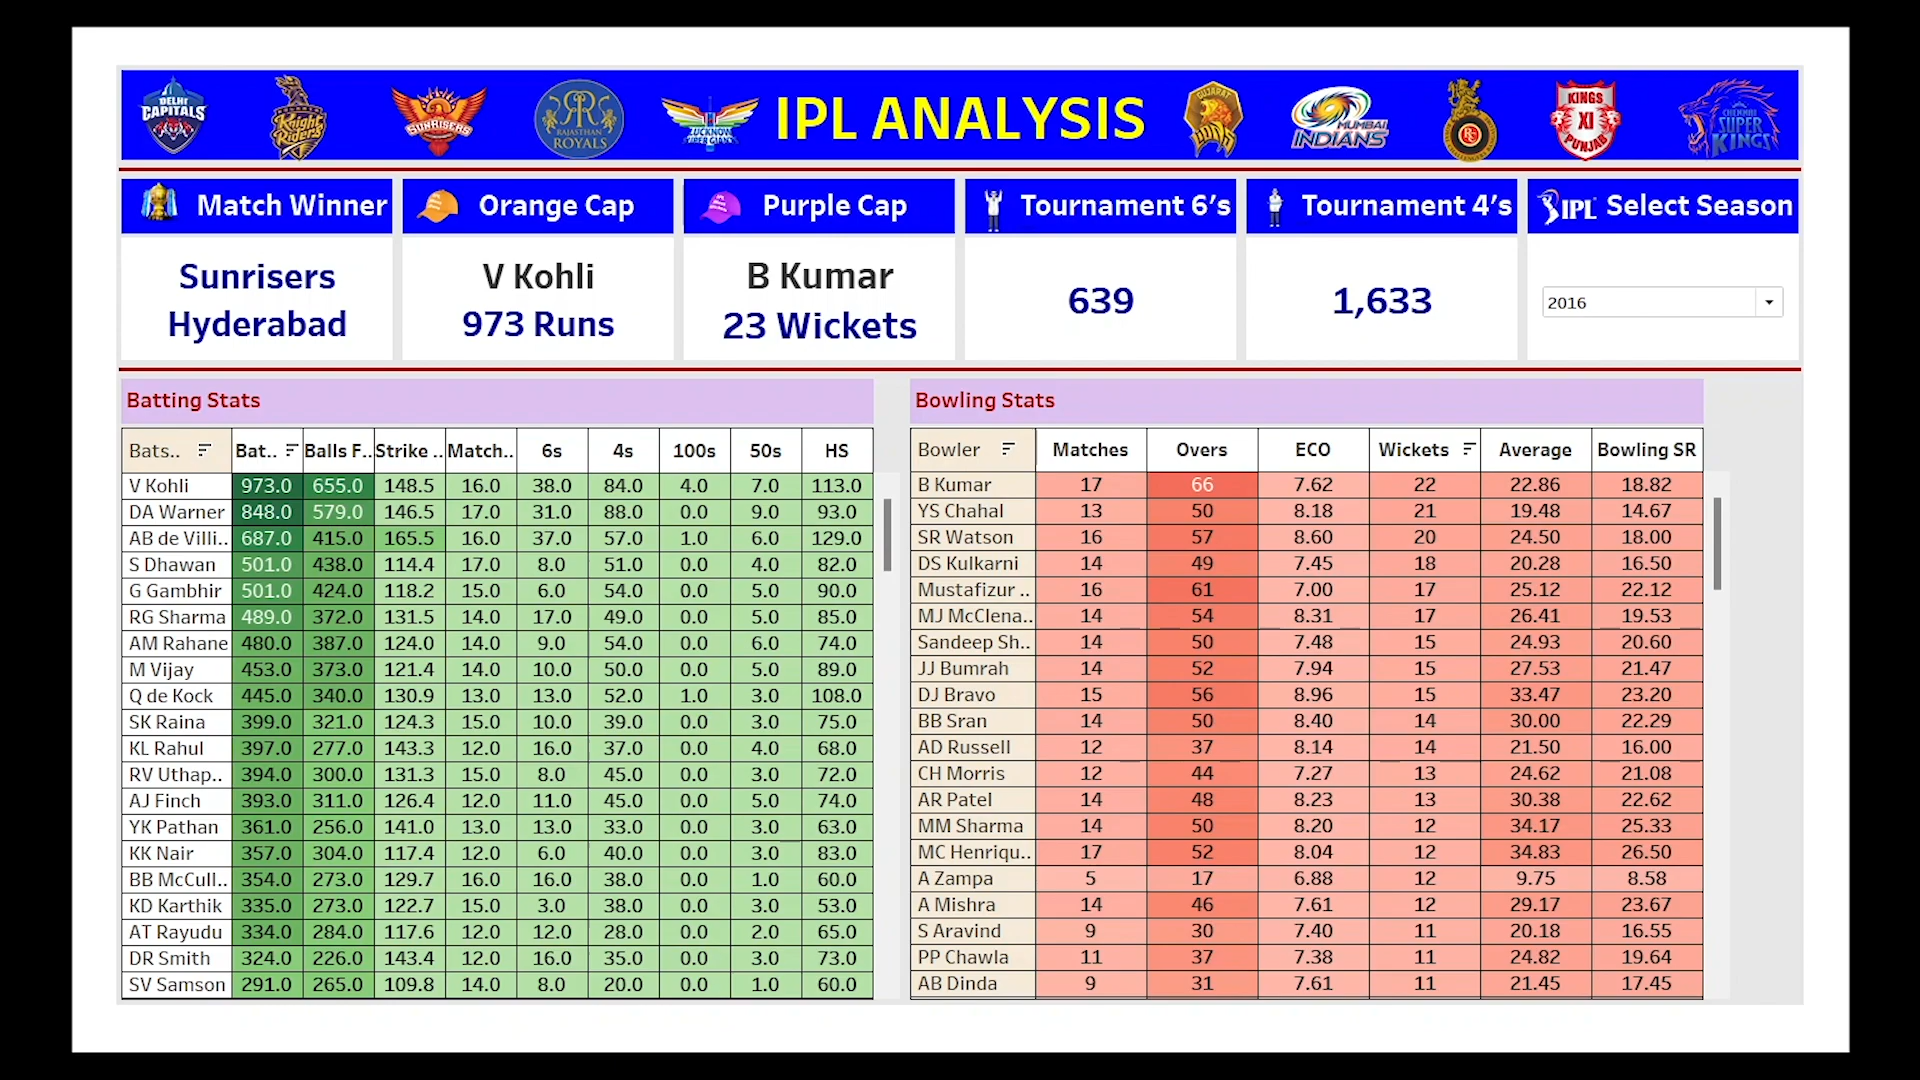 DELHI CAPITALS
Knight Riders
SUNRISERS
RAJASTHAN ROYALS
LUCKNOW SUPER GIANTS
IPL ANALYSIS
GUJARAT
MUMBAI INDIANS
KINGS XI PUNJAB
CHENNAI SUPER KINGS
Match Winner
Orange Cap
Purple Cap
Tournament 6's
Tournament 4's
IPL Select Season
Sunrisers Hyderabad
V Kohli
973 Runs
B Kumar
23 Wickets
639
1,633
2016
Batting Stats
Bats.. Bat.. Balls F.. Strike .. Match.. 6s 4s 100s 50s HS
V Kohli 973.0 655.0 148.5 16.0 38.0 84.0 4.0 7.0 113.0
DA Warner 848.0 579.0 146.5 17.0 31.0 88.0 0.0 9.0 93.0
AB de Villi.. 687.0 415.0 165.5 16.0 37.0 57.0 1.0 6.0 129.0
S Dhawan 501.0 438.0 114.4 17.0 8.0 51.0 0.0 4.0 82.0
G Gambhir 501.0 424.0 118.2 15.0 6.0 54.0 0.0 5.0 90.0
RG Sharma 489.0 372.0 131.5 14.0 17.0 49.0 0.0 5.0 85.0
AM Rahane 480.0 387.0 124.0 14.0 9.0 54.0 0.0 6.0 74.0
M Vijay 453.0 373.0 121.4 14.0 10.0 50.0 0.0 5.0 89.0
Q de Kock 445.0 340.0 130.9 13.0 13.0 52.0 1.0 3.0 108.0
SK Raina 399.0 321.0 124.3 15.0 10.0 39.0 0.0 3.0 75.0
KL Rahul 397.0 277.0 143.3 12.0 16.0 37.0 0.0 4.0 68.0
RV Uthap.. 394.0 300.0 131.3 15.0 8.0 45.0 0.0 3.0 72.0
AJ Finch 393.0 311.0 126.4 12.0 11.0 45.0 0.0 5.0 74.0
YK Pathan 361.0 256.0 141.0 13.0 13.0 33.0 0.0 3.0 63.0
KK Nair 357.0 304.0 117.4 12.0 6.0 40.0 0.0 3.0 83.0
BB McCull.. 354.0 273.0 129.7 16.0 16.0 38.0 0.0 1.0 60.0
KD Karthik 335.0 273.0 122.7 15.0 3.0 38.0 0.0 3.0 53.0
AT Rayudu 334.0 284.0 117.6 12.0 12.0 28.0 0.0 2.0 65.0
DR Smith 324.0 226.0 143.4 12.0 16.0 35.0 0.0 3.0 73.0
SV Samson 291.0 265.0 109.8 14.0 8.0 20.0 0.0 1.0 60.0
Bowling Stats
Bowler Matches Overs ECO Wickets Average Bowling SR
B Kumar 17 66 7.62 22 22.86 18.82
YS Chahal 13 50 8.18 21 19.48 14.67
SR Watson 16 57 8.60 20 24.50 18.00
DS Kulkarni 14 49 7.45 18 20.28 16.50
Mustafizur .. 16 61 7.00 17 25.12 22.12
MJ McClena.. 14 54 8.31 17 26.41 19.53
Sandeep Sh.. 14 50 7.48 15 24.93 20.60
JJ Bumrah 14 52 7.94 15 27.53 21.47
DJ Bravo 15 56 8.96 15 33.47 23.20
BB Sran 14 50 8.40 14 30.00 22.29
AD Russell 12 37 8.14 14 21.50 16.00
CH Morris 12 44 7.27 13 24.62 21.08
AR Patel 14 48 8.23 13 30.38 22.62
MM Sharma 14 50 8.20 12 34.17 25.33
MC Henriqu.. 17 52 8.04 12 34.83 26.50
A Zampa 5 17 6.88 12 9.75 8.58
A Mishra 14 46 7.61 12 29.17 23.67
S Aravind 9 30 7.40 11 20.18 16.55
PP Chawla 11 37 7.38 11 24.82 19.64
AB Dinda 9 31 7.61 11 21.45 17.45